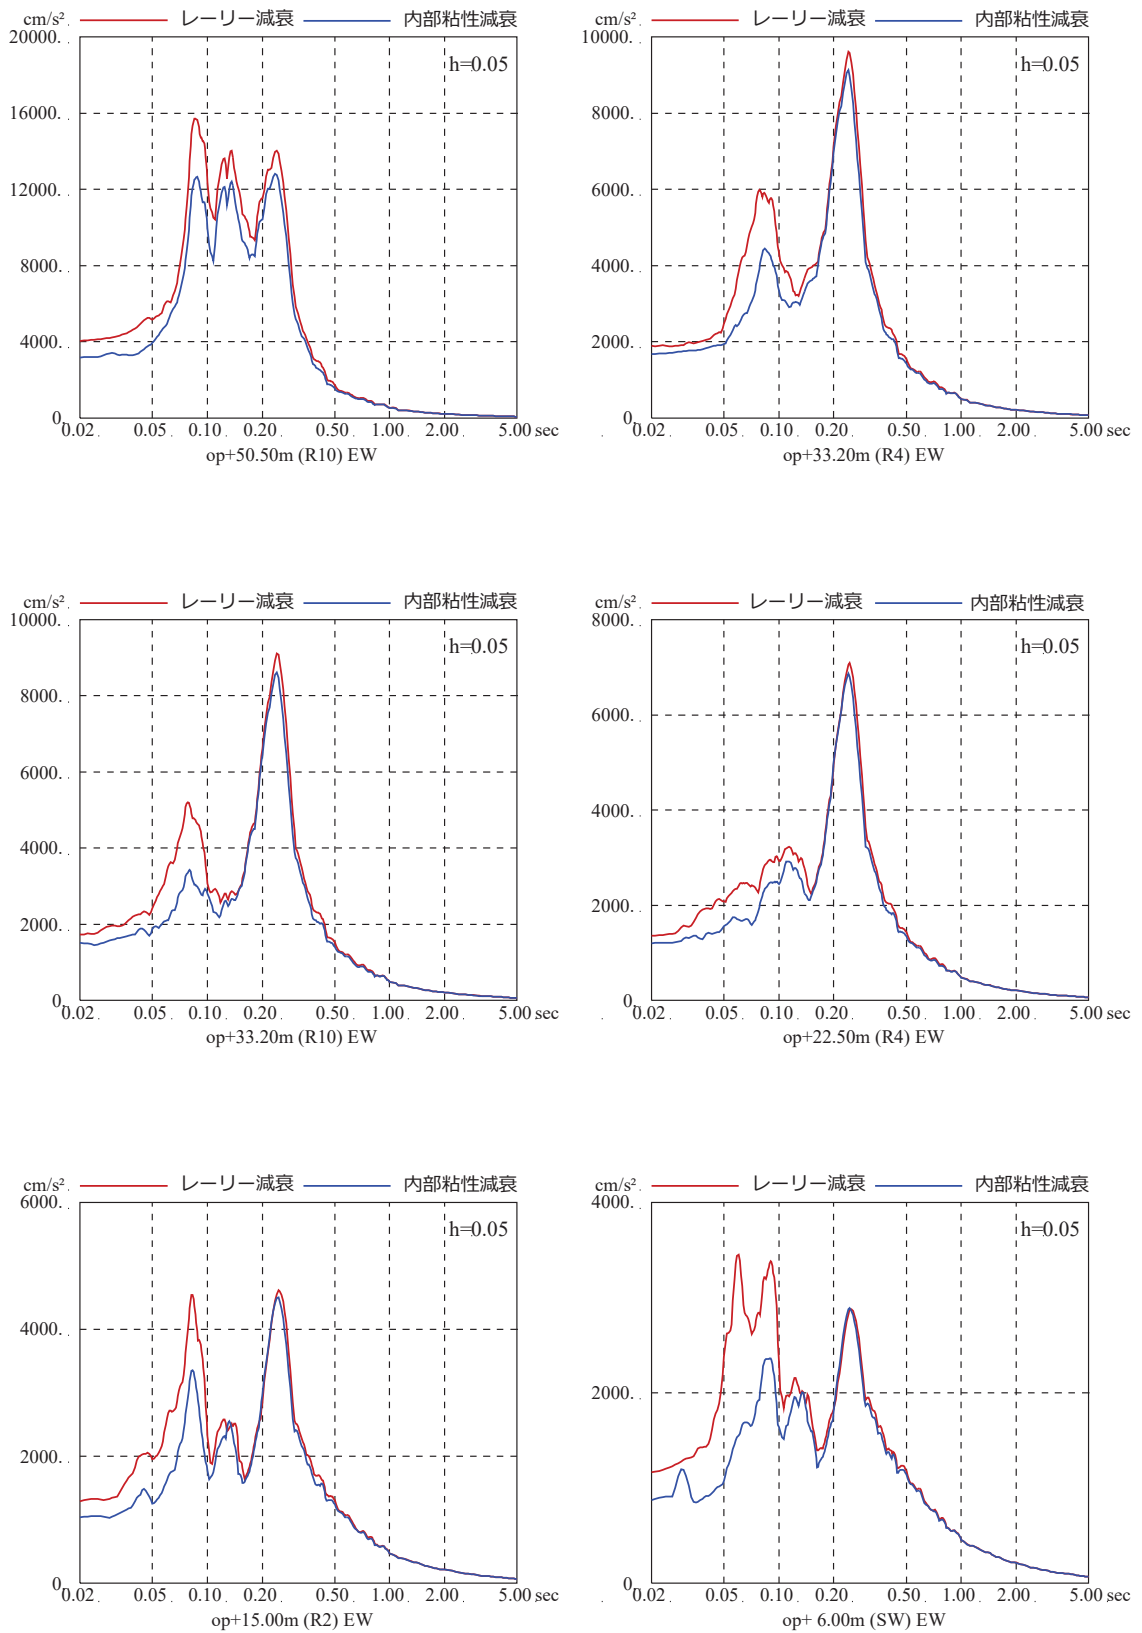 cm/s² レーリー減衰 内部粘性減衰
20000.
h=0.05
16000.
12000.
8000.
4000.
0.
0.02 0.05 0.10 0.20 0.50 1.00 2.00 5.00 sec
op+50.50m (R10) EW
cm/s² レーリー減衰 内部粘性減衰
10000.
h=0.05
8000.
6000.
4000.
2000.
0.
0.02 0.05 0.10 0.20 0.50 1.00 2.00 5.00 sec
op+33.20m (R4) EW
cm/s² レーリー減衰 内部粘性減衰
10000.
h=0.05
8000.
6000.
4000.
2000.
0.
0.02 0.05 0.10 0.20 0.50 1.00 2.00 5.00 sec
op+33.20m (R10) EW
cm/s² レーリー減衰 内部粘性減衰
8000.
h=0.05
6000.
4000.
2000.
0.
0.02 0.05 0.10 0.20 0.50 1.00 2.00 5.00 sec
op+22.50m (R4) EW
cm/s² レーリー減衰 内部粘性減衰
6000.
h=0.05
4000.
2000.
0.
0.02 0.05 0.10 0.20 0.50 1.00 2.00 5.00 sec
op+15.00m (R2) EW
cm/s² レーリー減衰 内部粘性減衰
4000.
h=0.05
2000.
0.
0.02 0.05 0.10 0.20 0.50 1.00 2.00 5.00 sec
op+ 6.00m (SW) EW